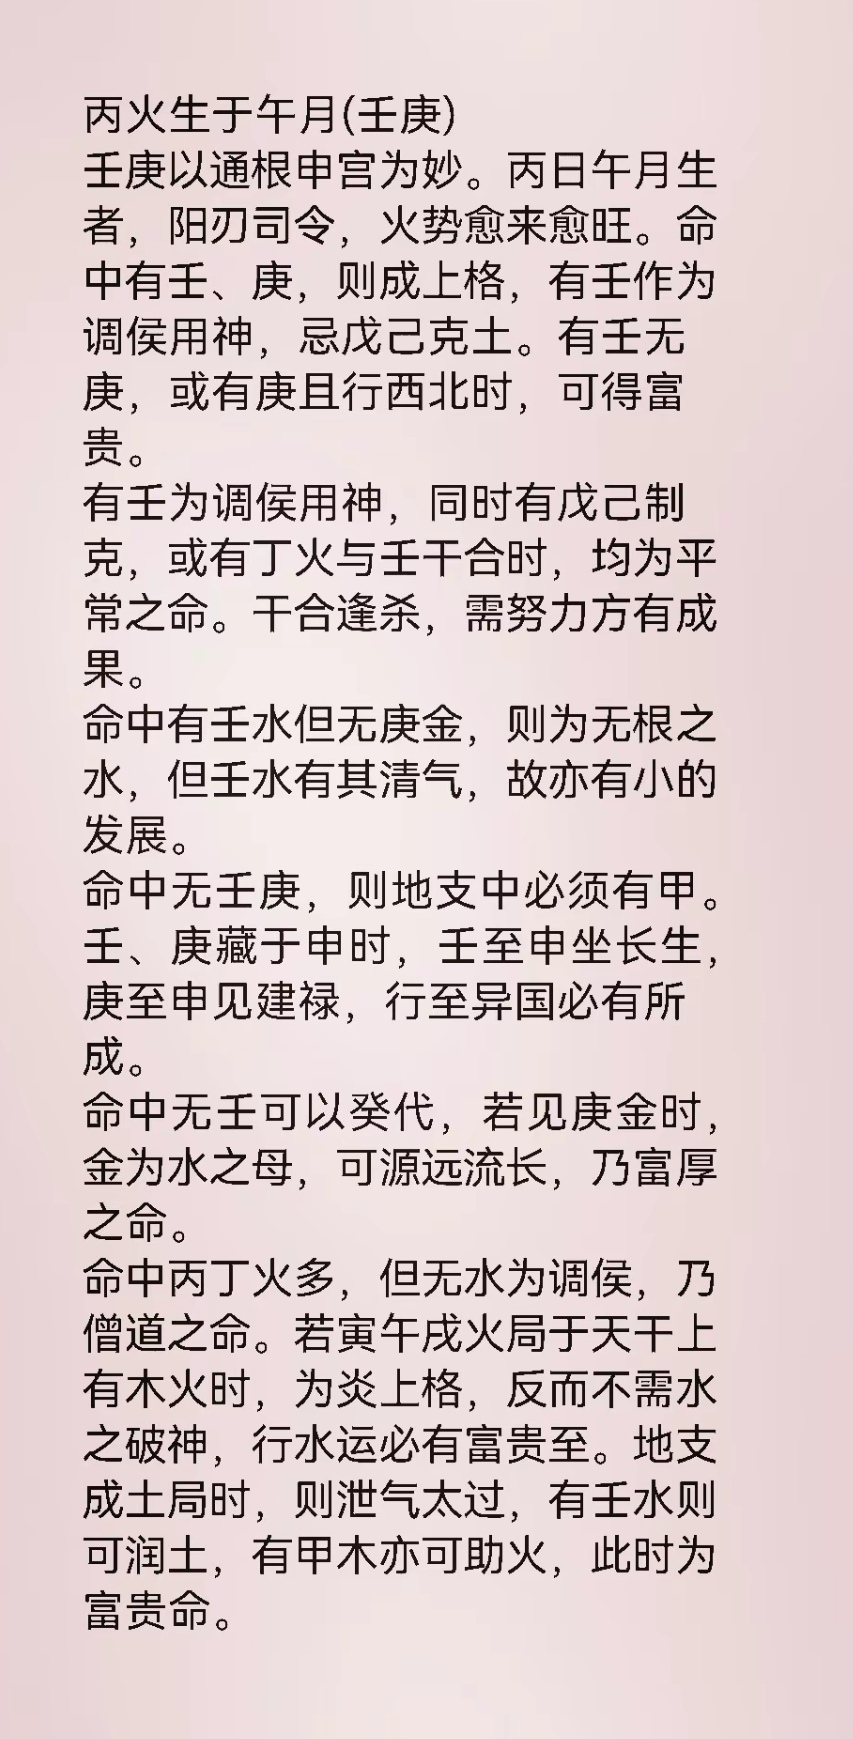 丙火生于午月(壬庚)
壬庚以通根申宫为妙。丙日午月生
者，阳刃司令，火势愈来愈旺。命
中有壬、庚，则成上格，有壬作为
调侯用神，忌戊己克土。有壬无
庚，或有庚且行西北时，可得富
贵。
有壬为调侯用神，同时有戊己制
克，或有丁火与壬干合时，均为平
常之命。干合逢杀，需努力方有成
果。
命中有壬水但无庚金，则为无根之
水，但壬水有其清气，故亦有小的
发展。
命中无壬庚，则地支中必须有甲。
壬、庚藏于申时，壬至申坐长生，
庚至申见建禄，行至异国必有所
成。
命中无壬可以癸代，若见庚金时，
金为水之母，可源远流长，乃富厚
之命。
命中丙丁火多，但无水为调侯，乃
僧道之命。若寅午戌火局于天干上
有木火时，为炎上格，反而不需水
之破神，行水运必有富贵至。地支
成土局时，则泄气太过，有壬水则
可润土，有甲木亦可助火，此时为
富贵命。